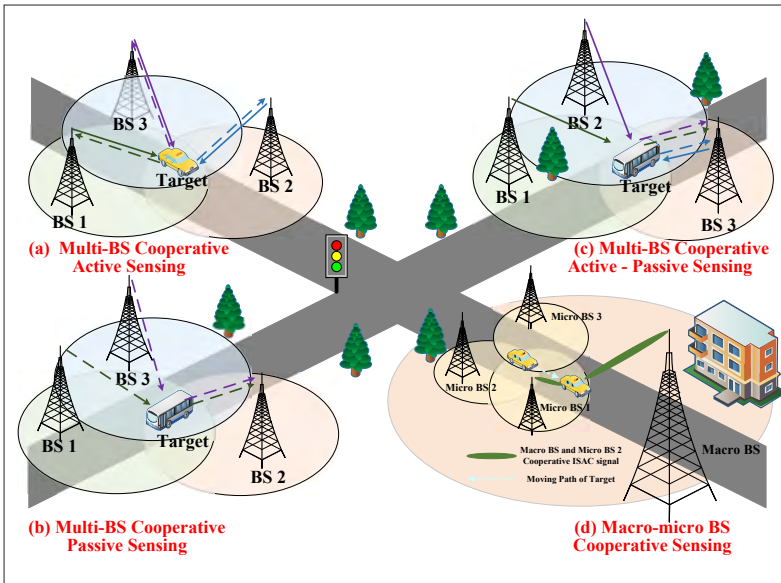 BS 3
BS 1
Target
BS 2
(a) Multi-BS Cooperative
Active Sensing
BS 2
BS 1
Target
BS 3
(c) Multi-BS Cooperative
Active - Passive Sensing
BS 3
BS 1
Target
BS 2
(b) Multi-BS Cooperative
Passive Sensing
Micro BS 3
Micro BS 2
Micro BS 1
Macro BS
Macro BS and Micro BS 2
Cooperative ISAC signal
Moving Path of Target
(d) Macro-micro BS
Cooperative Sensing